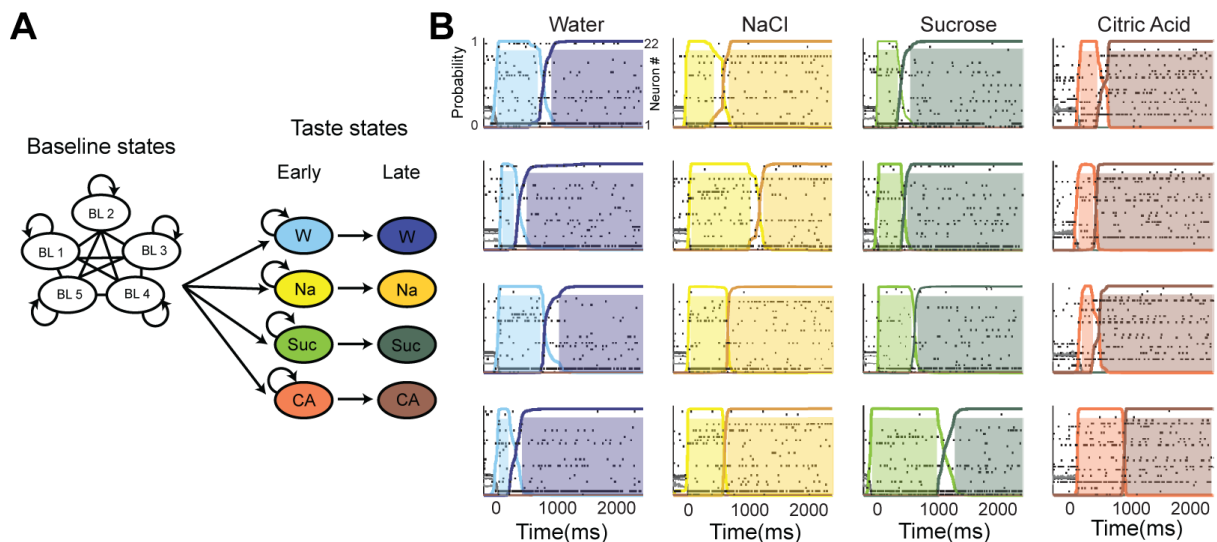 A
Baseline states
BL 1
BL 2
BL 3
BL 5
BL 4
Taste states
Early
Late
W
W
Na
Na
Suc
Suc
CA
CA
B
Water
NaCl
Sucrose
Citric Acid
Probability
1
0
22
Neuron #
1
0 1000 2000
0 1000 2000
0 1000 2000
0 1000 2000
Time(ms)
Time(ms)
Time(ms)
Time(ms)